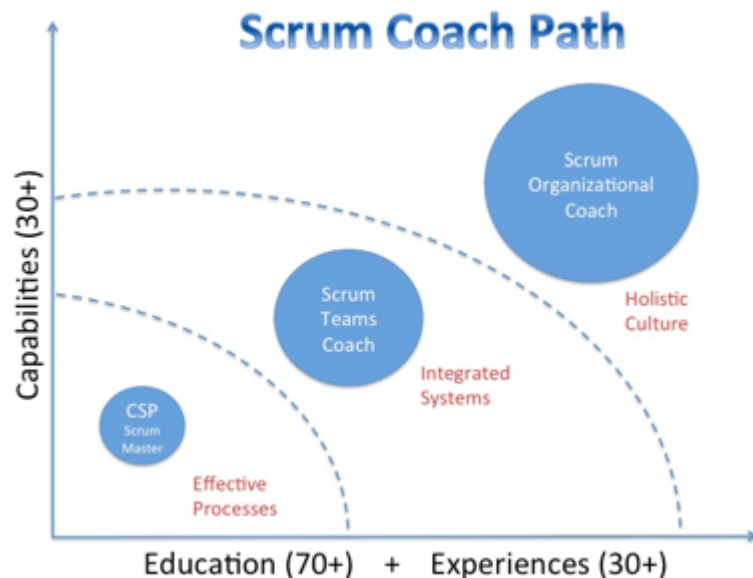 Scrum Coach Path
Capabilities (30+)
Scrum
Organizational
Coach
Holistic
Culture
Scrum
Teams
Coach
Integrated
Systems
CSP
Scrum
Master
Effective
Processes
Education (70+) + Experiences (30+)